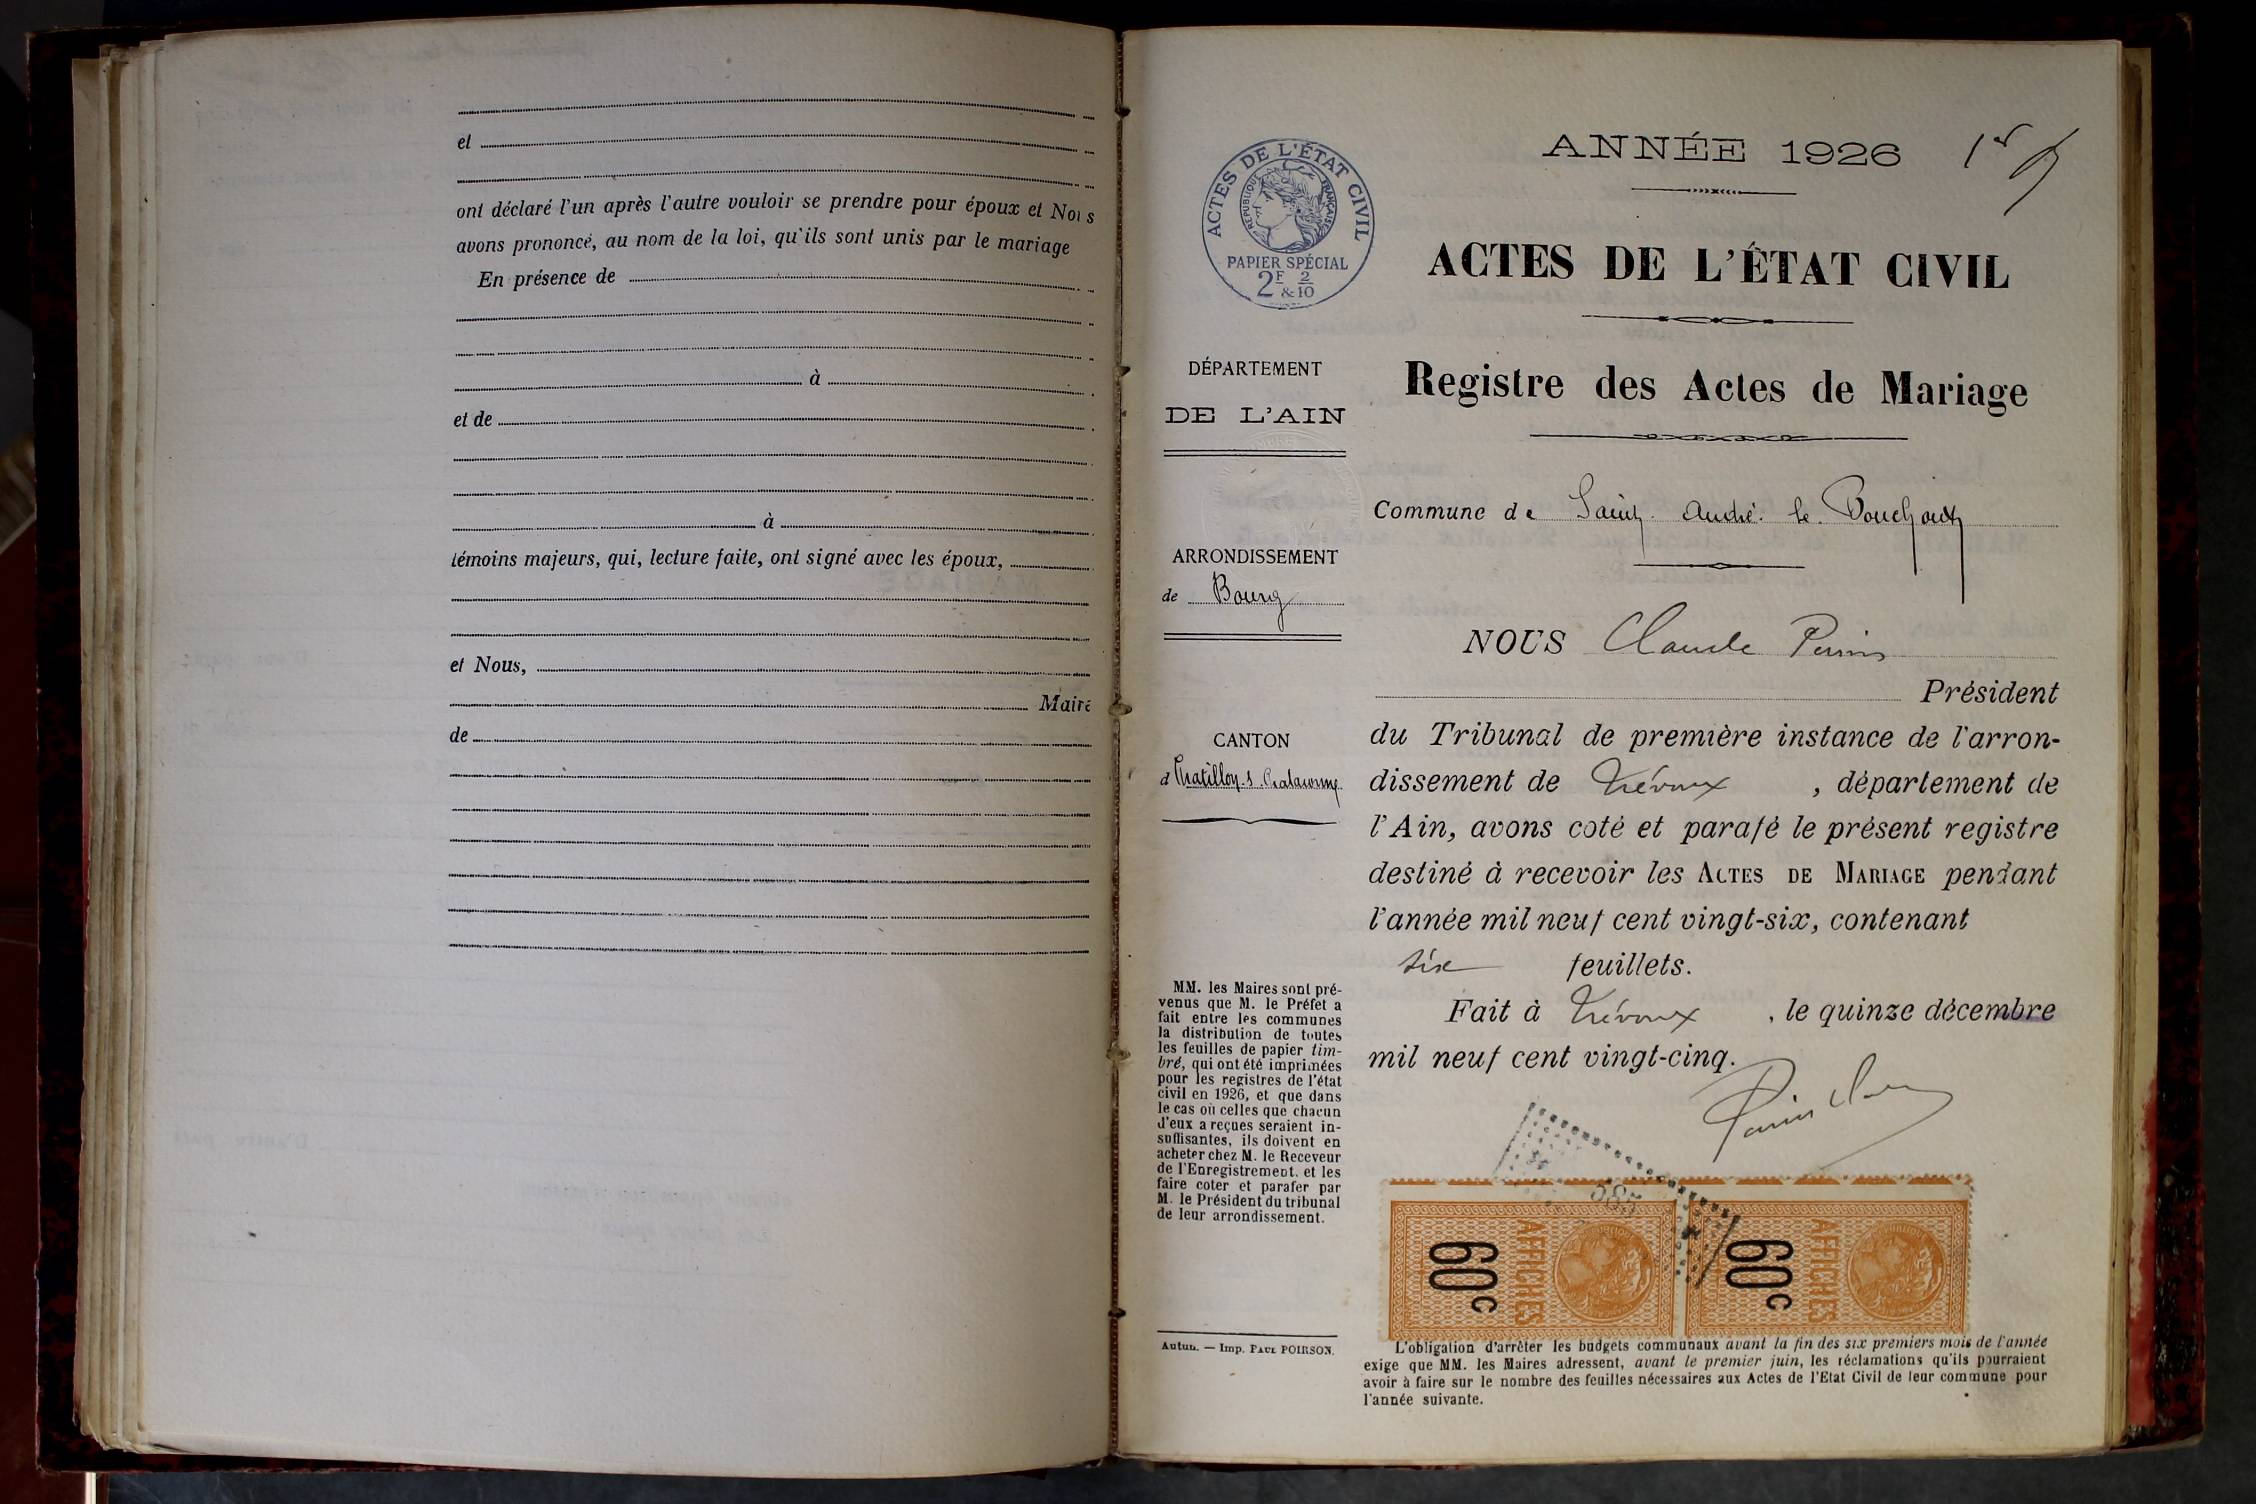 et
ont déclaré l'un après l'autre vouloir se prendre pour époux et Nous
avons prononcé, au nom de la loi, qu'ils sont unis par le mariage
En présence de
à
et de
à
témoins majeurs, qui, lecture faite, ont signé avec les époux,
et Nous,
Maire
de
ANNÉE 1926
ACTES DE L'ÉTAT CIVIL
RÉPUBLIQUE FRANÇAISE
PAPIER SPÉCIAL
2F & 2/10
ACTES DE L'ÉTAT CIVIL
DÉPARTEMENT
DE L'AIN
Registre des Actes de Mariage
Commune de Saint André le Bouchoux
ARRONDISSEMENT
de Bourg
CANTON
d Chatillon-s-Chalaronne
NOUS Claude Perrin
Président
du Tribunal de première instance de l'arron-
dissement de Trévoux, département de
l'Ain, avons coté et parafé le présent registre
destiné à recevoir les ACTES DE MARIAGE pendant
l'année mil neuf cent vingt-six, contenant
six feuillets.
Fait à Trévoux, le quinze décembre
mil neuf cent vingt-cinq.
MM. les Maires sont pré-
venus que M. le Préfet a
fait entre les communes
la distribution de toutes
les feuilles de papier tim-
bré, qui ont été imprimées
pour les registres de l'état
civil en 1926, et que dans
le cas où celles que chacun
d'eux a reçues seraient in-
suffisantes, ils doivent en
acheter chez M. le Receveur
de l'Enregistrement, et les
faire coter et parafer par
M. le Président du tribunal
de leur arrondissement.
Autun. — Imp. PAUL POIRSON.
585
60c AFFICHES
60c AFFICHES
L'obligation d'arrêter les budgets communaux avant la fin des six premiers mois de l'année
exige que MM. les Maires adressent, avant le premier juin, les réclamations qu'ils pourraient
avoir à faire sur le nombre des feuilles nécessaires aux Actes de l'Etat Civil de leur commune pour
l'année suivante.